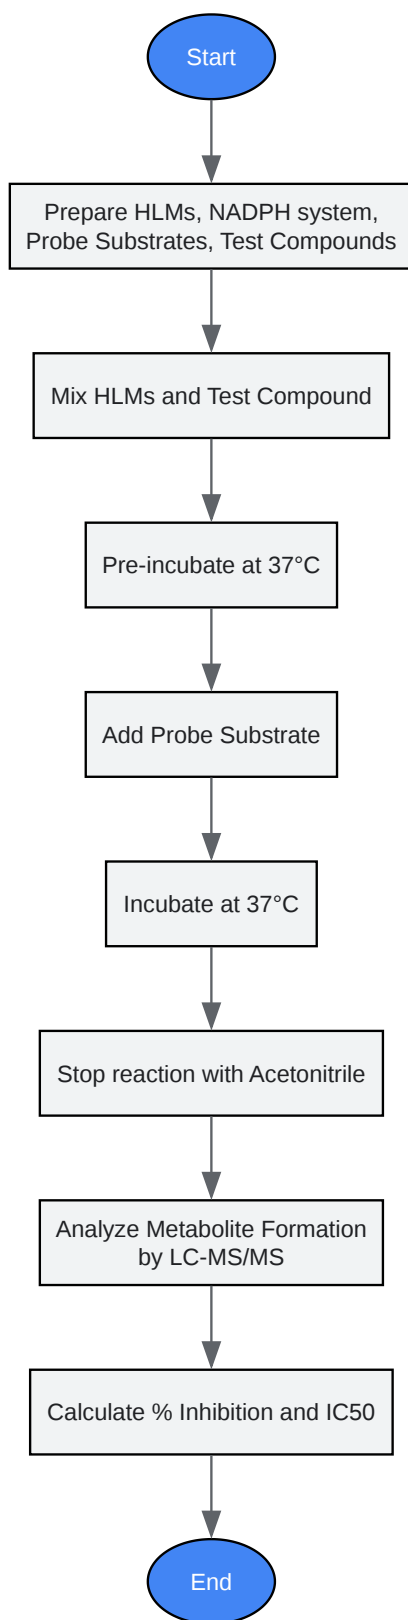 Start
Prepare HLMs, NADPH system,
Probe Substrates, Test Compounds
Mix HLMs and Test Compound
Pre-incubate at 37°C
Add Probe Substrate
Incubate at 37°C
Stop reaction with Acetonitrile
Analyze Metabolite Formation
by LC-MS/MS
Calculate % Inhibition and IC50
End